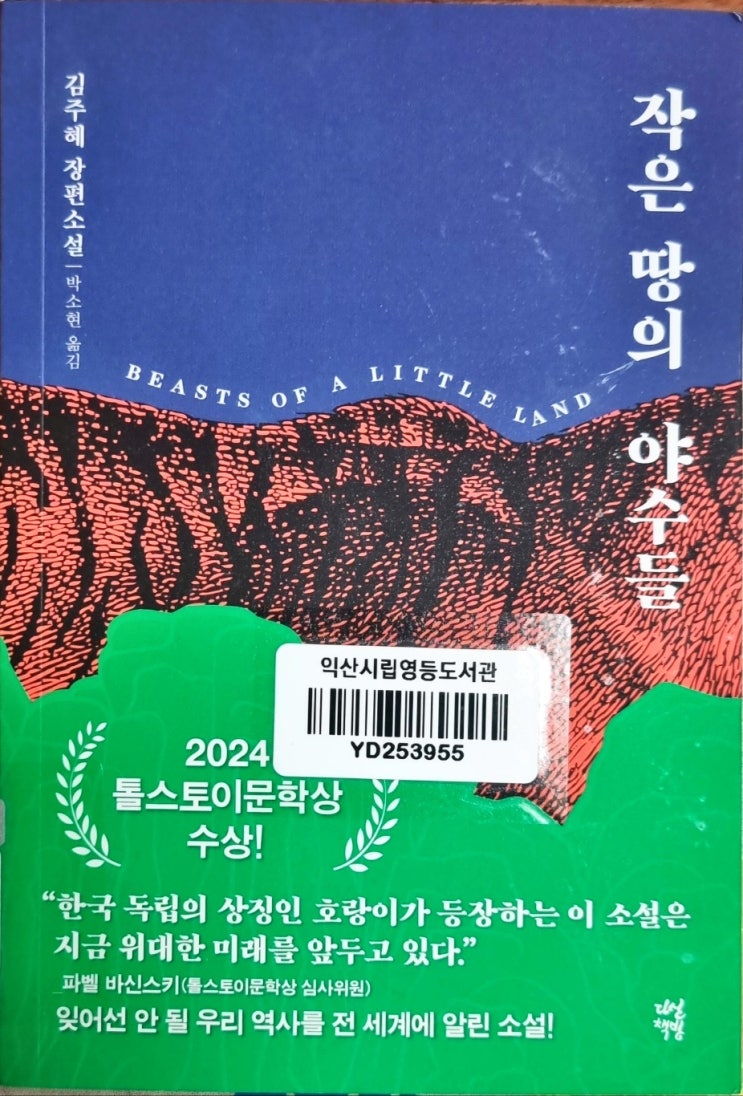 작은 땅의 야수들
김주혜 장편소설 | 박소현 옮김
BEASTS OF A LITTLE LAND
익산시립영등도서관
YD253955
2024
톨스토이문학상
수상!
“한국 독립의 상징인 호랑이가 등장하는 이 소설은
지금 위대한 미래를 앞두고 있다.”
파벨 바신스키(톨스토이문학상 심사위원)
잊어선 안 될 우리 역사를 전 세계에 알린 소설!
다산
책방